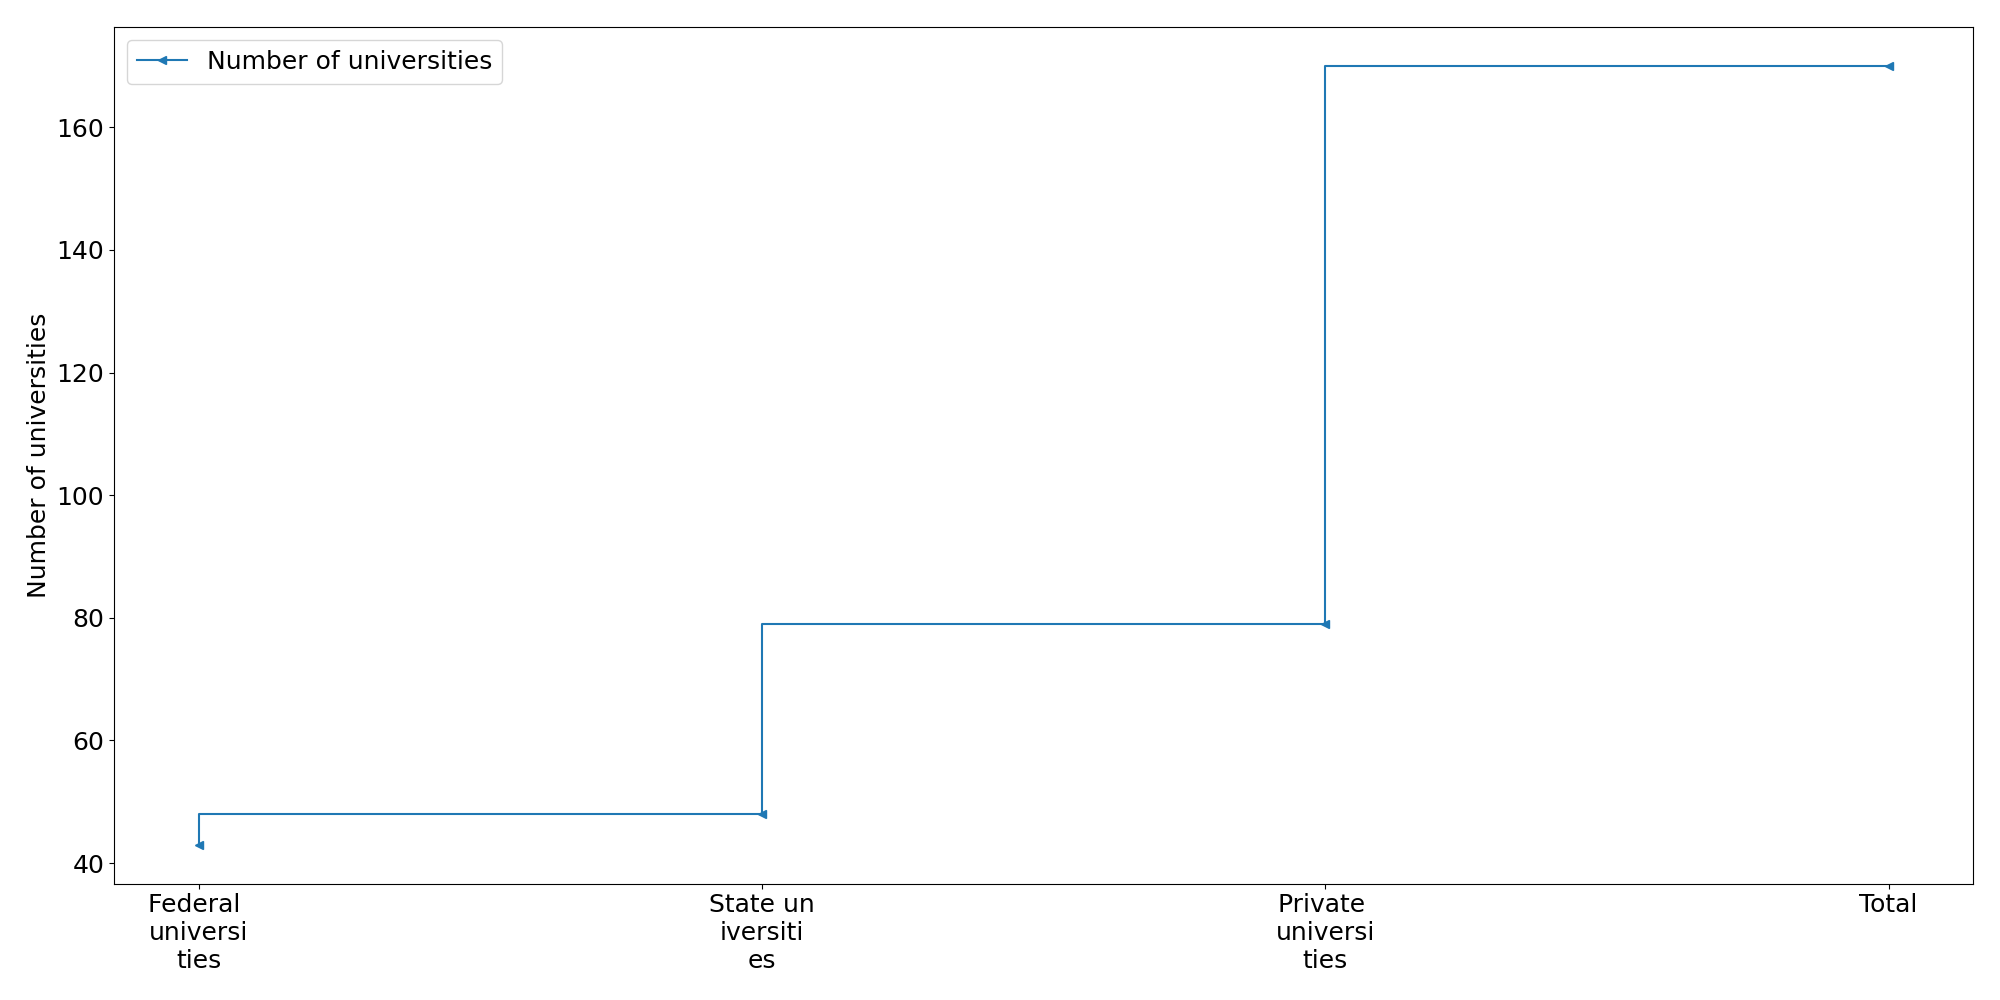 Number of universities
160
140
120
100
80
60
40
Number of universities
Federal
universi
ties
State un
iversiti
es
Private
universi
ties
Total